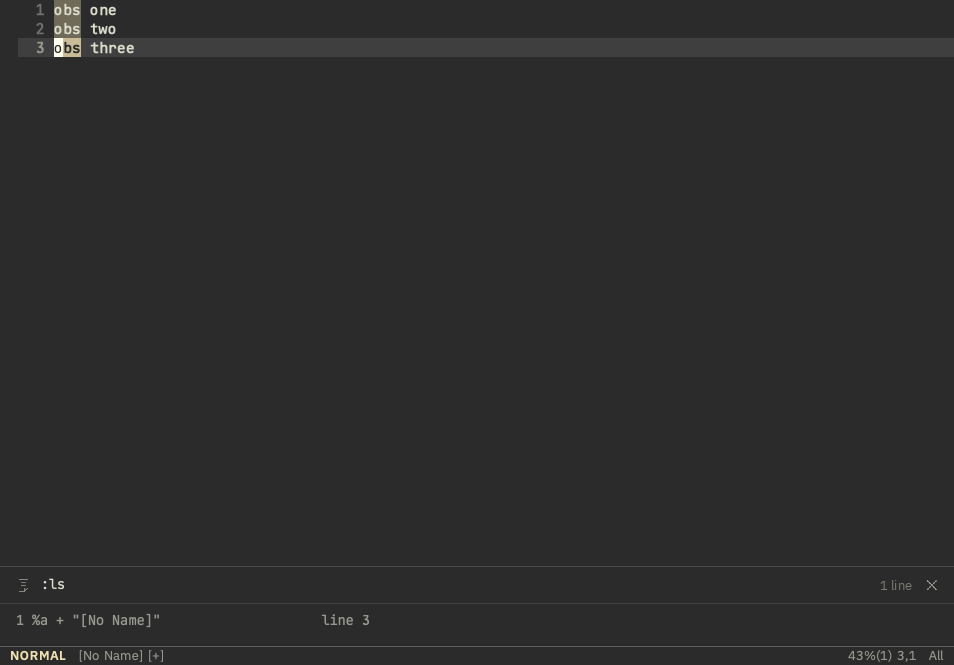 1 obs one
2 obs two
3 obs three
:ls 1 line
1 %a + "[No Name]" line 3
NORMAL [No Name] [+] 43%(1) 3,1 All